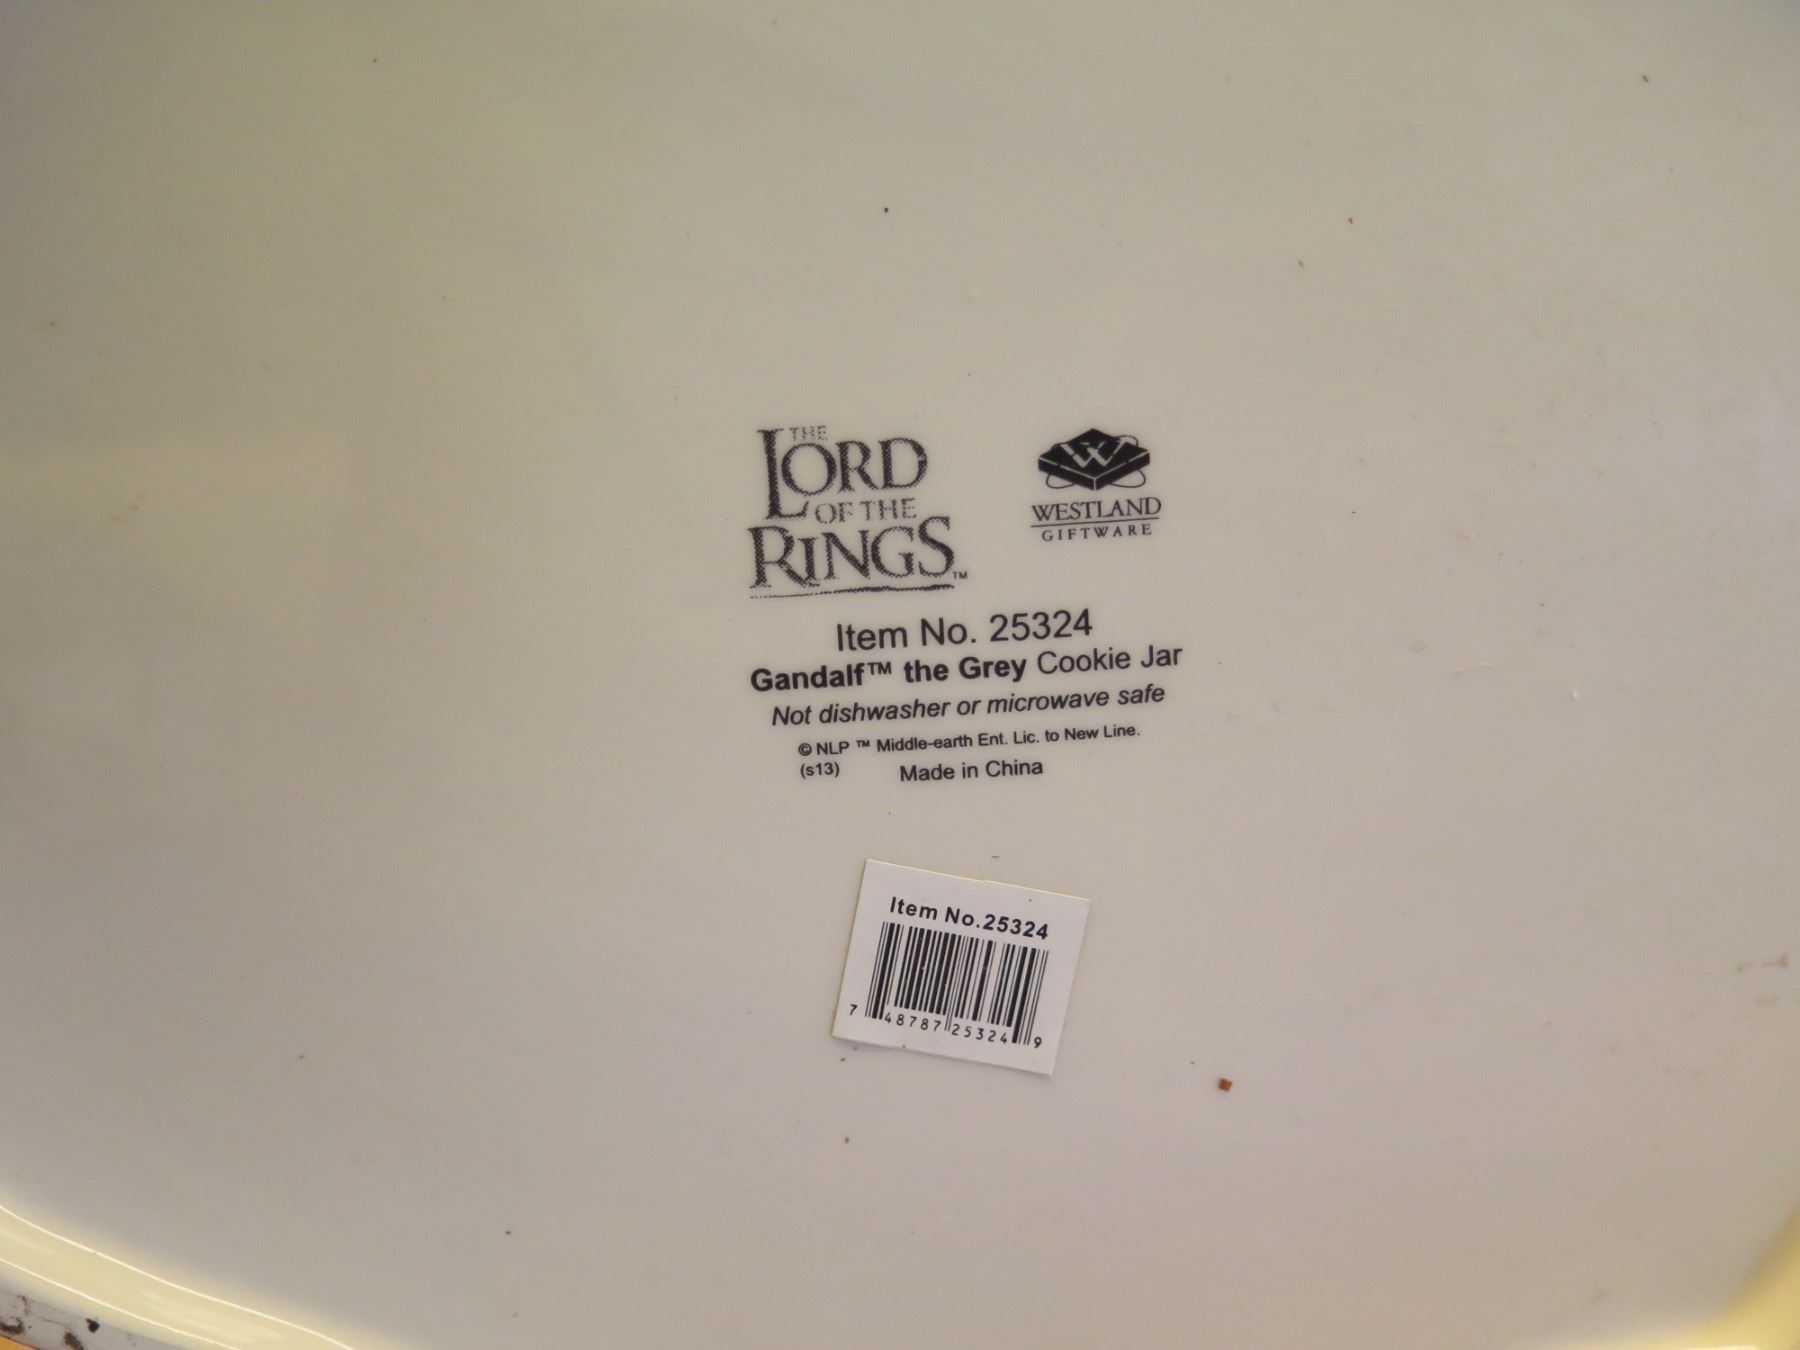 THE
LORD
OF THE
RINGS™
W
WESTLAND
GIFTWARE
Item No. 25324
Gandalf™ the Grey Cookie Jar
Not dishwasher or microwave safe
© NLP ™ Middle-earth Ent. Lic. to New Line.
(s13) Made in China
Item No.25324
7 48787 25324 9